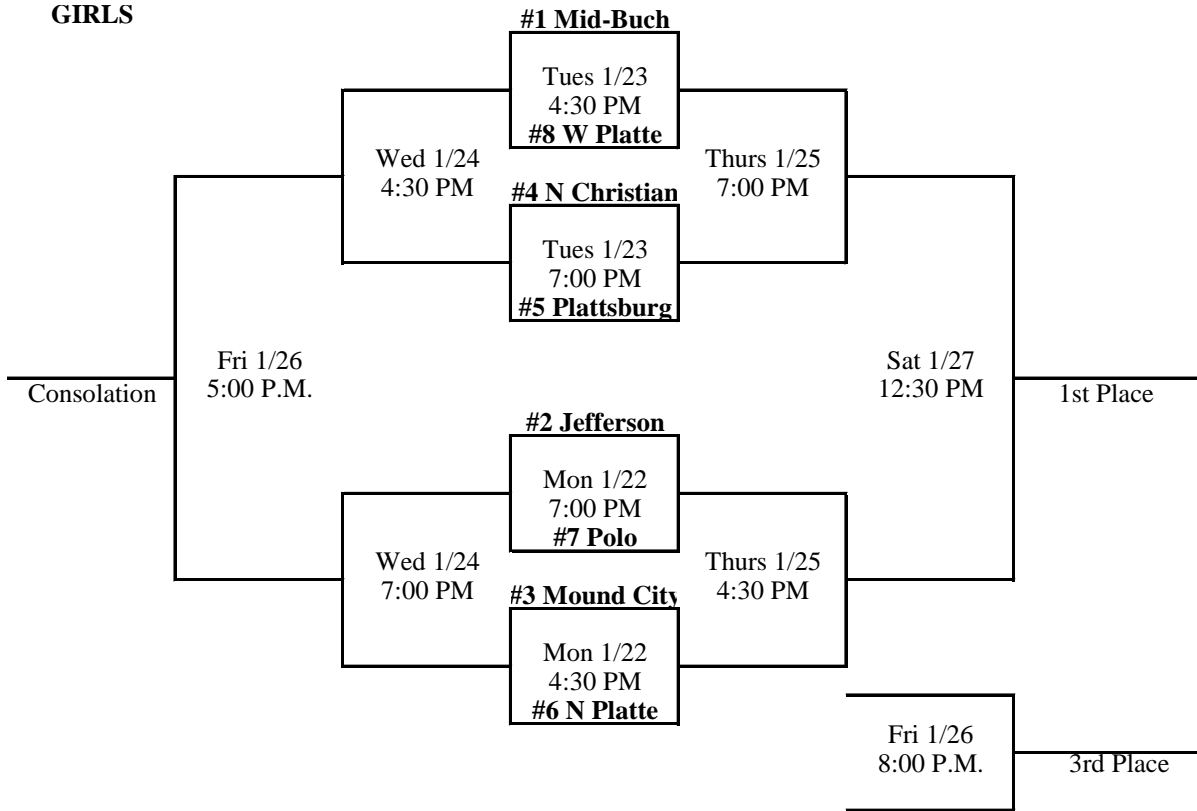 GIRLS
#1 Mid-Buch
Tues 1/23
4:30 PM
#8 W Platte
Wed 1/24
4:30 PM
Thurs 1/25
7:00 PM
#4 N Christian
Tues 1/23
7:00 PM
#5 Plattsburg
Fri 1/26
5:00 P.M.
Consolation
Sat 1/27
12:30 PM
1st Place
#2 Jefferson
Mon 1/22
7:00 PM
#7 Polo
Wed 1/24
7:00 PM
Thurs 1/25
4:30 PM
#3 Mound City
Mon 1/22
4:30 PM
#6 N Platte
Fri 1/26
8:00 P.M.
3rd Place